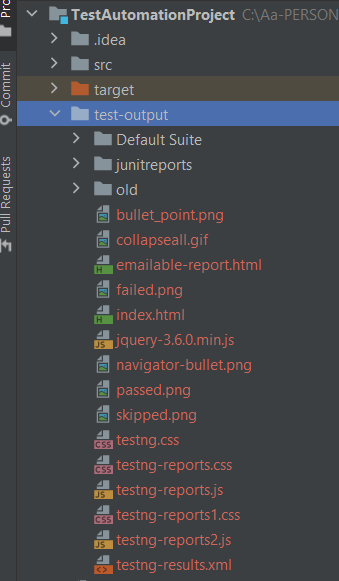 TestAutomationProject C:\Aa-PERSON
.idea
src
target
test-output
Default Suite
junitreports
old
bullet_point.png
collapseall.gif
emailable-report.html
failed.png
index.html
jquery-3.6.0.min.js
navigator-bullet.png
passed.png
skipped.png
testng.css
testng-reports.css
testng-reports.js
testng-reports1.css
testng-reports2.js
testng-results.xml
Commit
Pull Requests